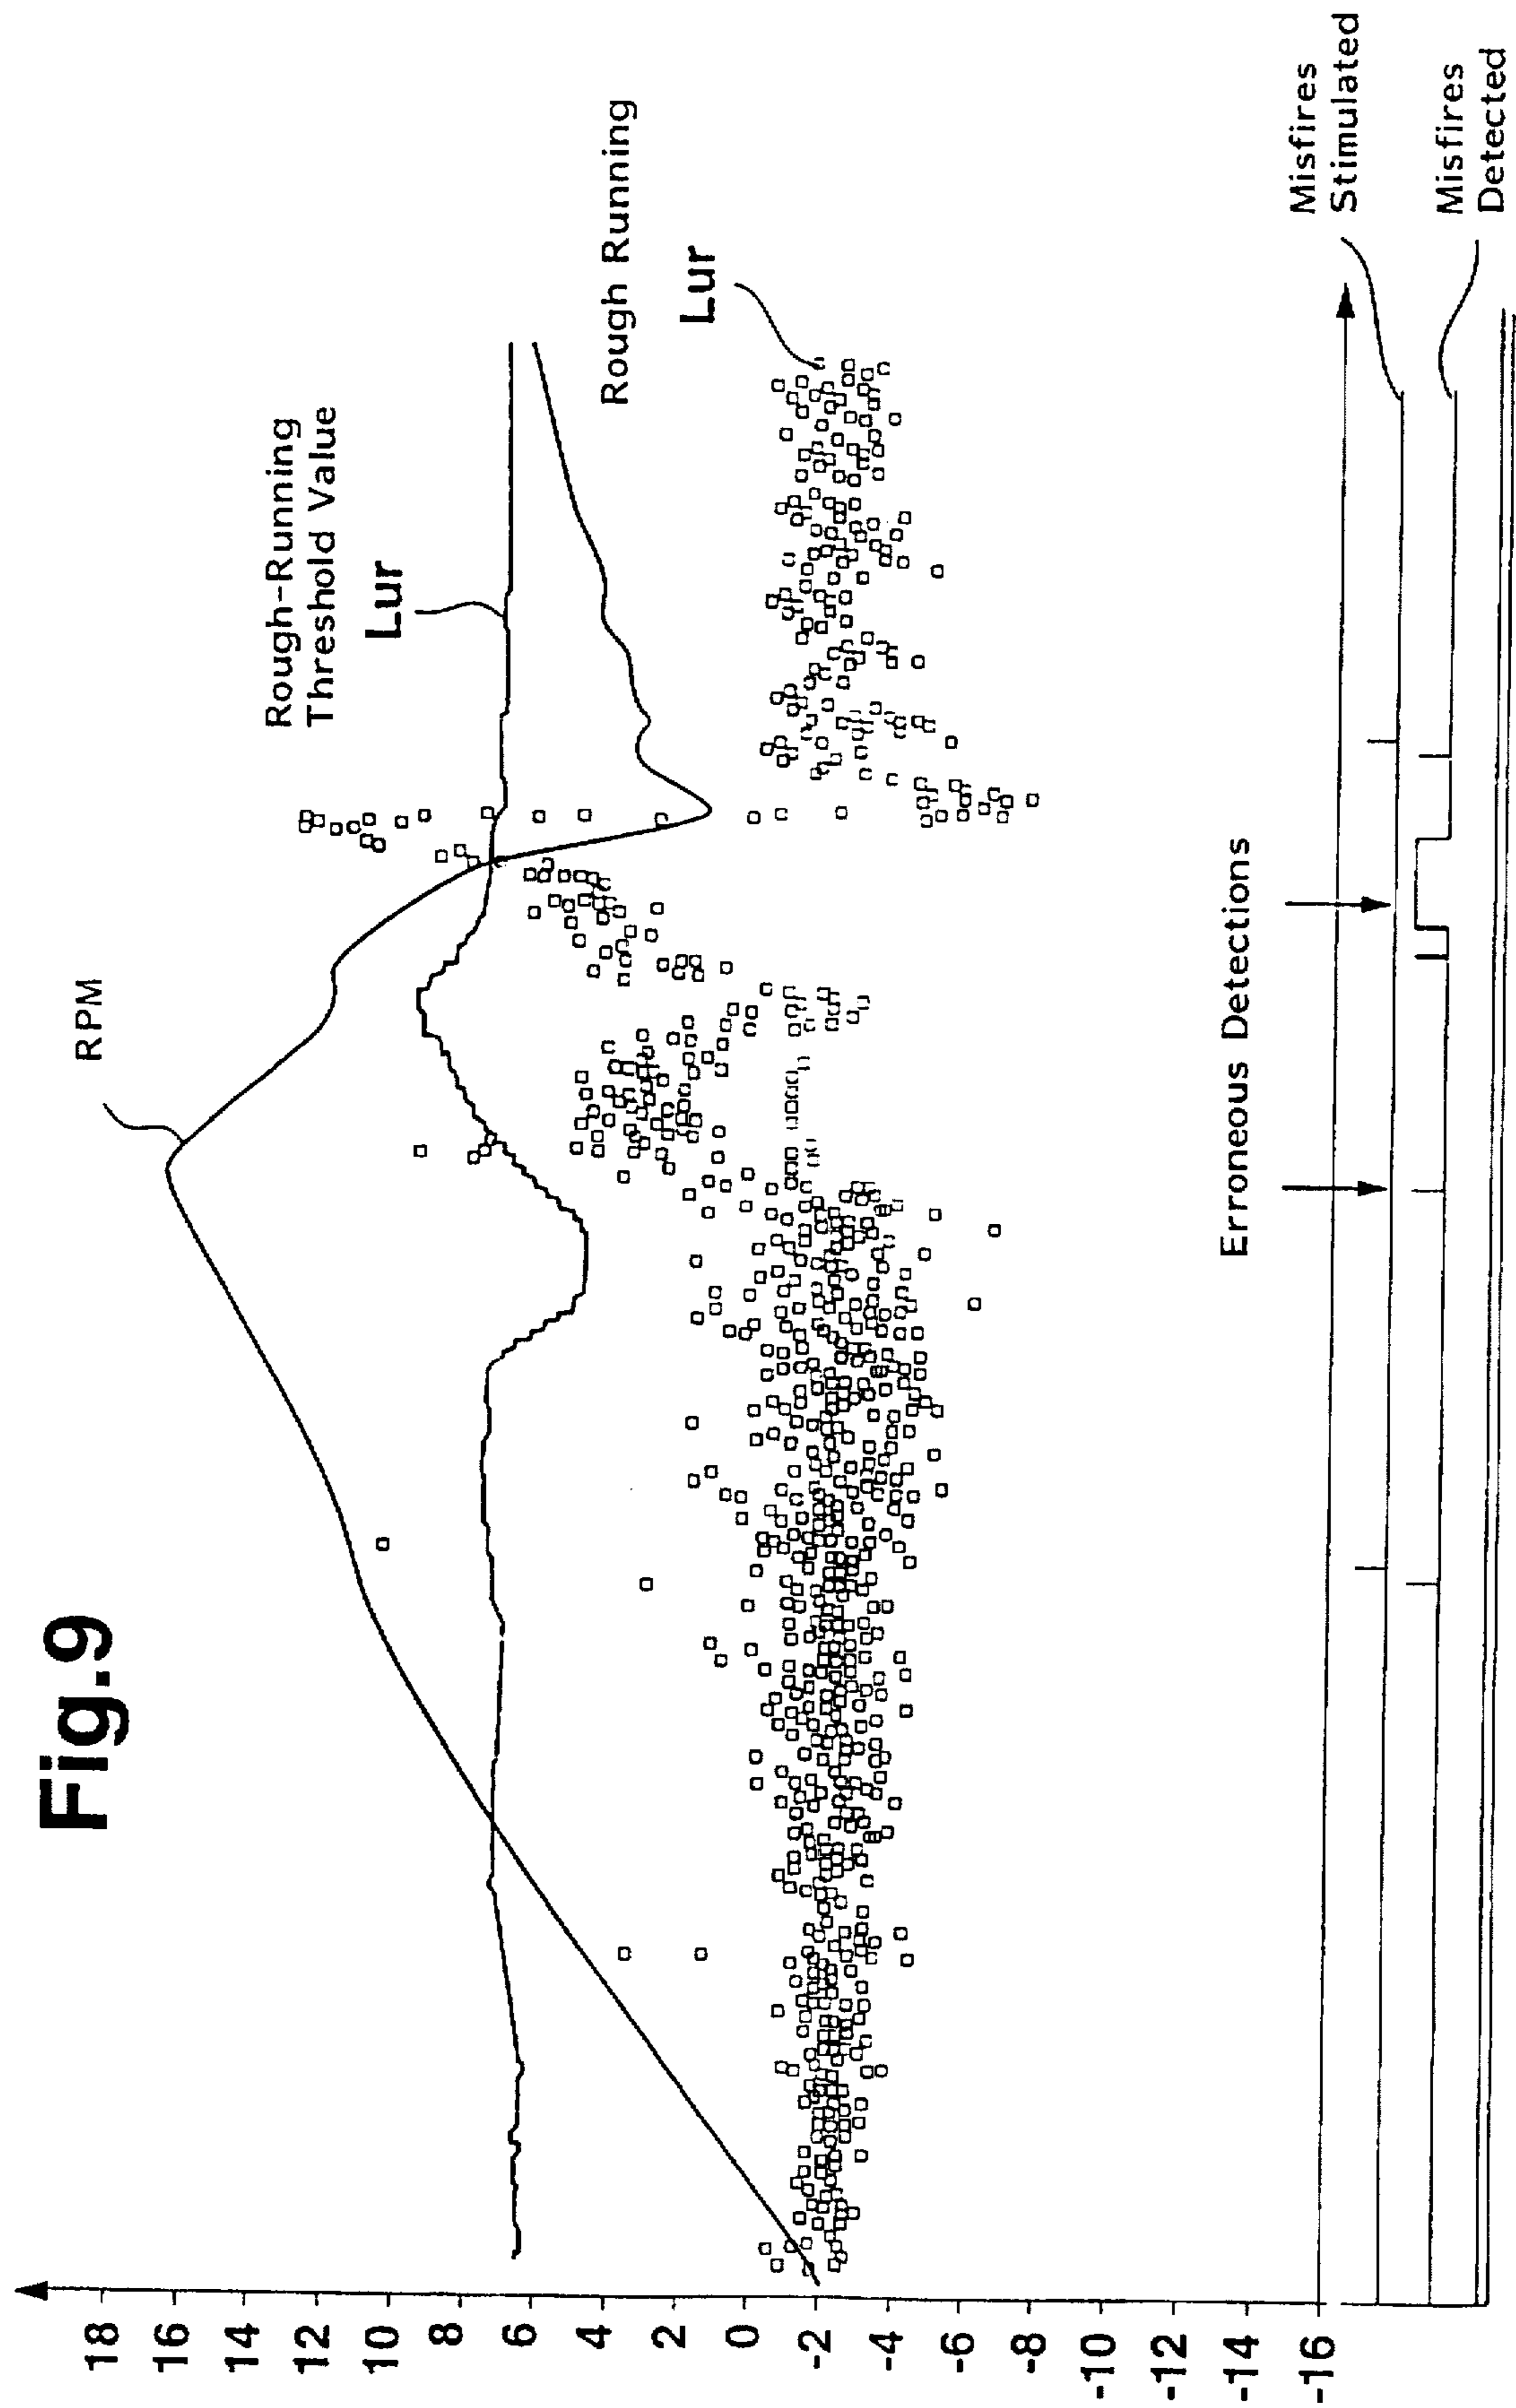 Fig.9
RPM
Rough-Running
Threshold Value
Lur
Rough Running
Lur
18
16
14
12
10
8
6
4
2
0
-2
-4
-6
-8
-10
-12
-14
-16
Erroneous Detections
Misfires
Stimulated
Misfires
Detected